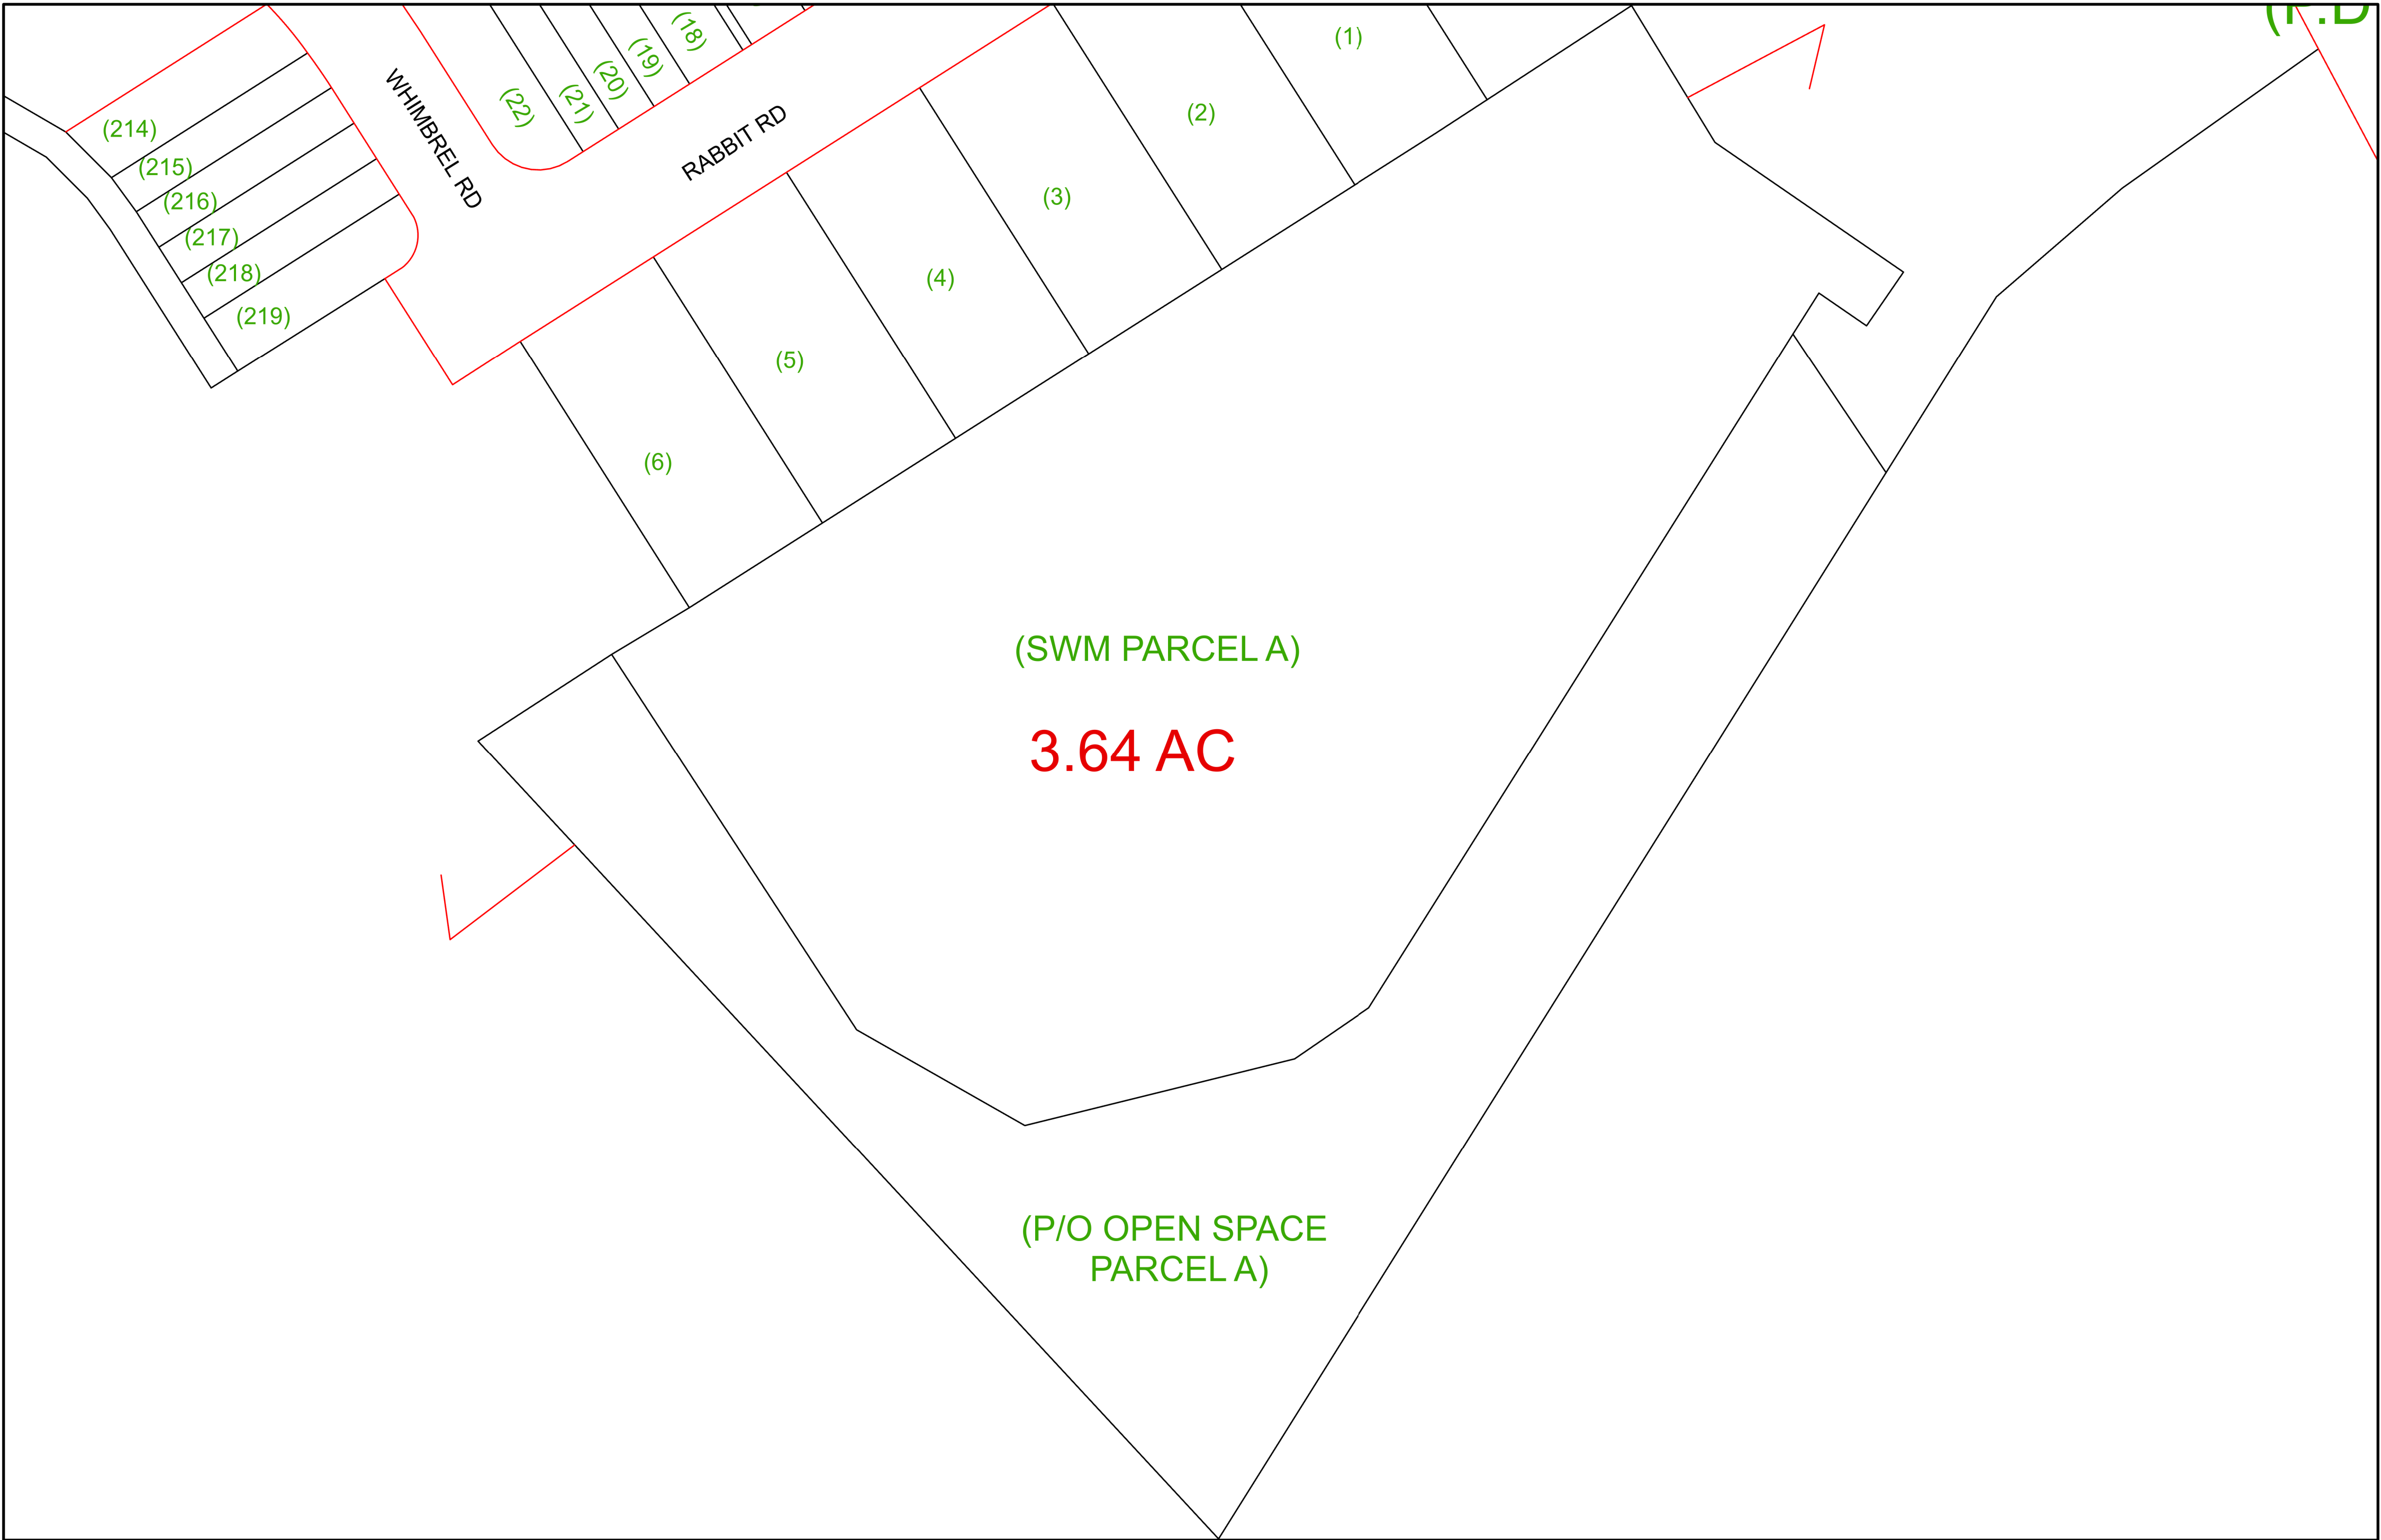 (18)
(19)
(20)
(21)
(22)
(1)
(2)
(3)
(4)
(5)
(6)
(214)
(215)
(216)
(217)
(218)
(219)
WHIMBREL RD
RABBIT RD
(SWM PARCEL A)
3.64 AC
(P/O OPEN SPACE
PARCEL A)